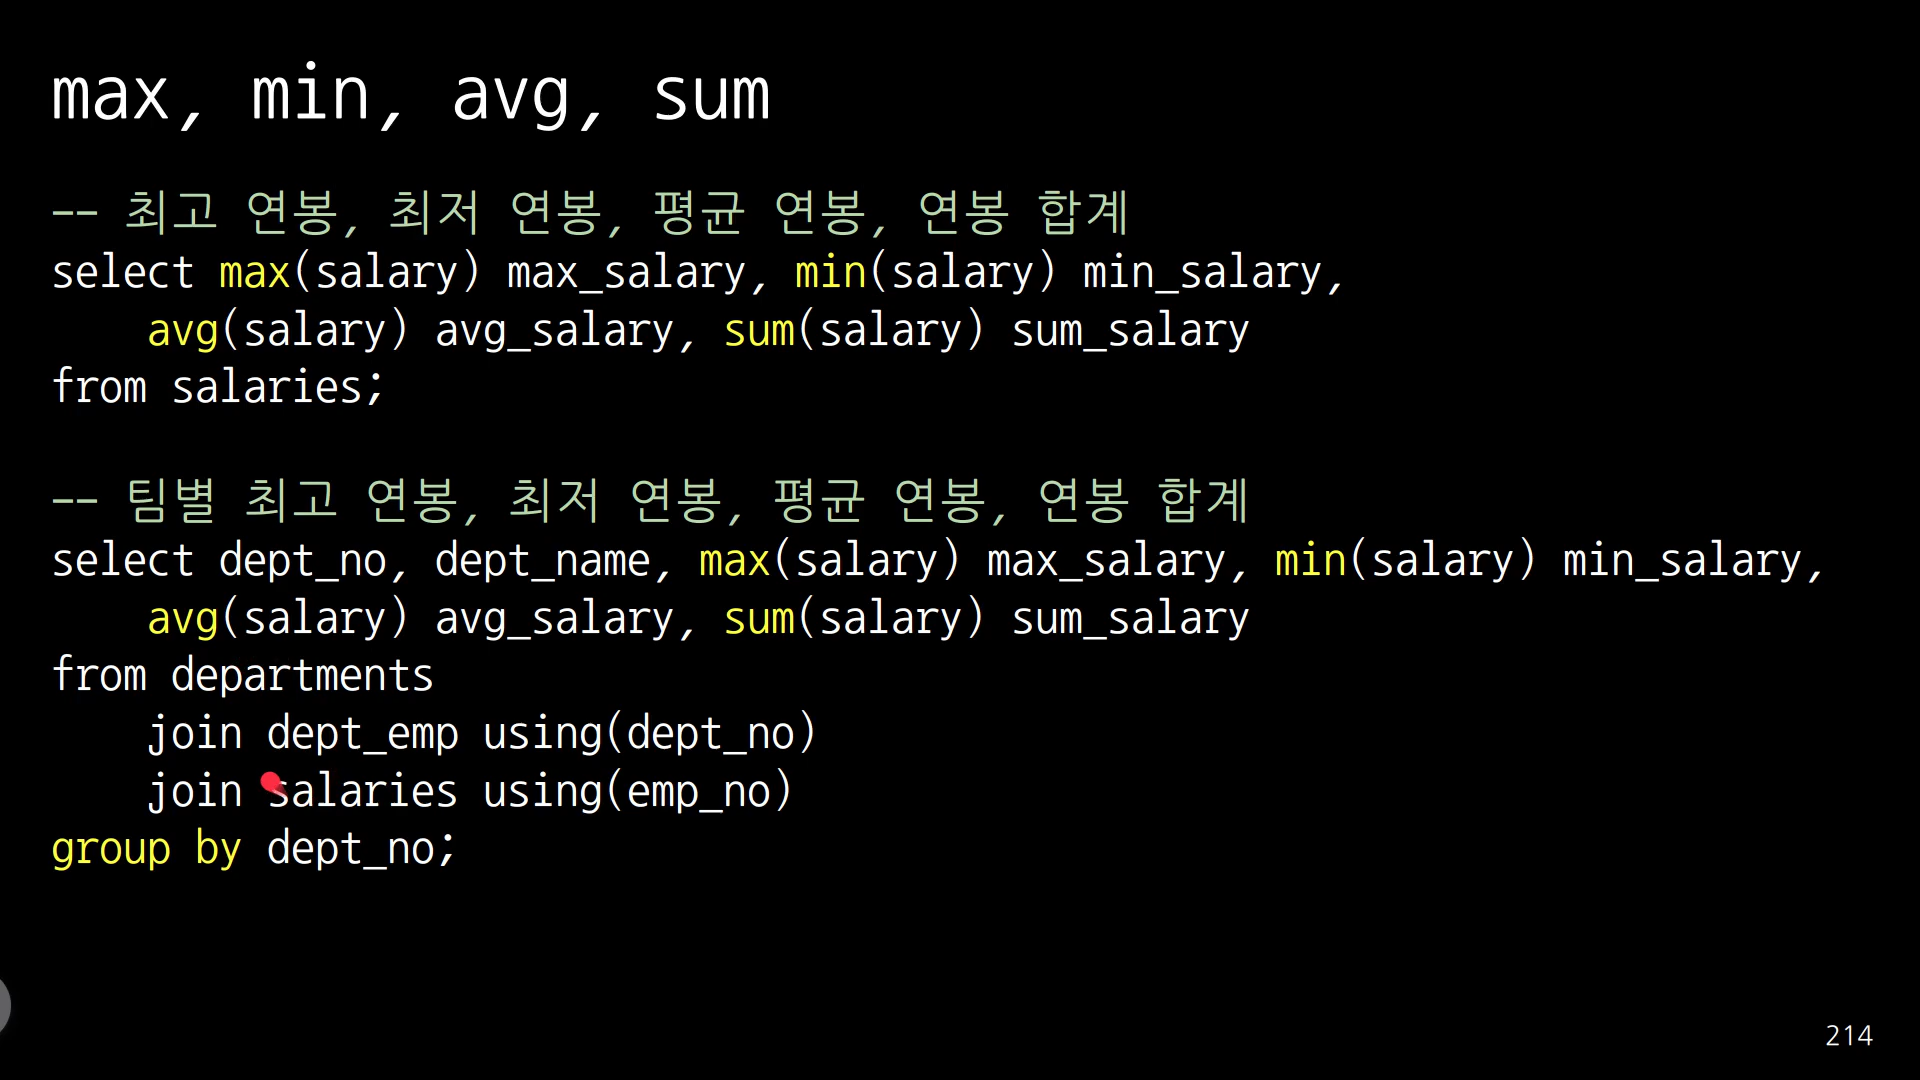 max, min, avg, sum
-- 최고 연봉, 최저 연봉, 평균 연봉, 연봉 합계
select max(salary) max_salary, min(salary) min_salary,
avg(salary) avg_salary, sum(salary) sum_salary
from salaries;
-- 팀별 최고 연봉, 최저 연봉, 평균 연봉, 연봉 합계
select dept_no, dept_name, max(salary) max_salary, min(salary) min_salary,
avg(salary) avg_salary, sum(salary) sum_salary
from departments
join dept_emp using(dept_no)
join salaries using(emp_no)
group by dept_no;
214